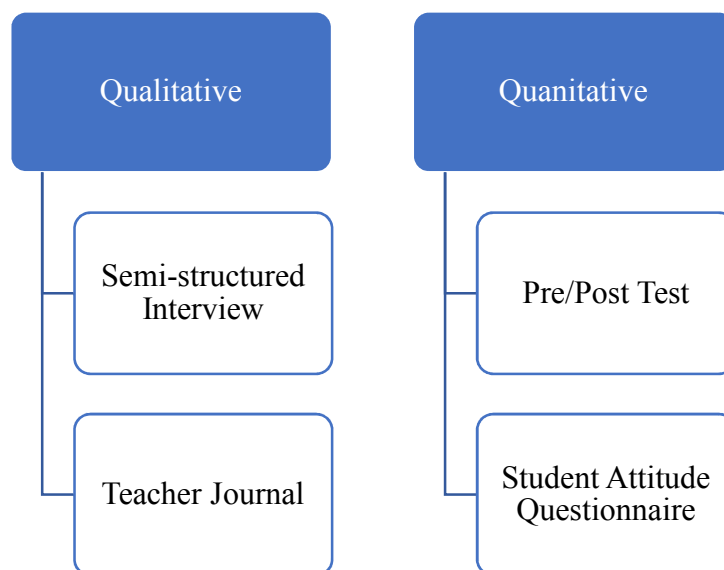 Qualitative
Semi-structured
Interview
Teacher Journal
Quanitative
Pre/Post Test
Student Attitude
Questionnaire